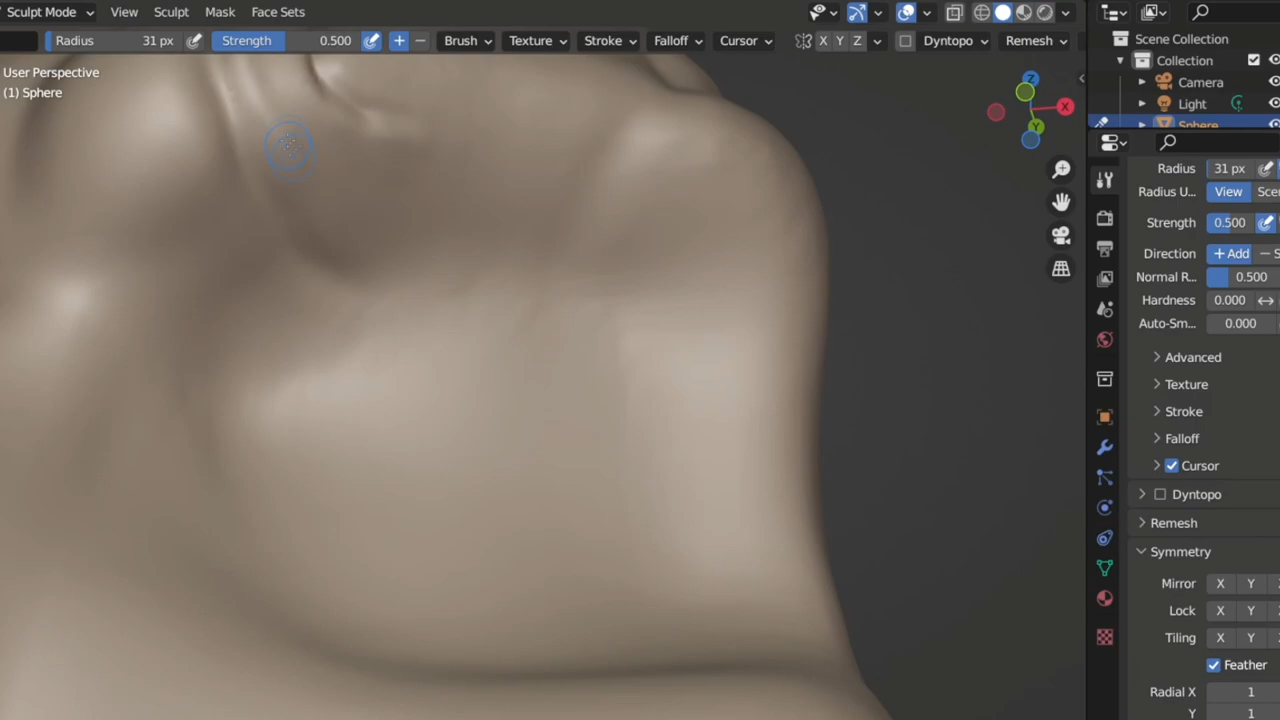 Sculpt Mode View Sculpt Mask Face Sets
Radius 31 px Strength 0.500 Brush Texture Stroke Falloff Cursor X Y Z Dyntopo Remesh
User Perspective
(1) Sphere
Z
X
Y
Scene Collection
Collection
Camera
Light
Sphere
Radius 31 px
Radius U... View Scen
Strength 0.500
Direction + Add — S
Normal R... 0.500
Hardness 0.000
Auto-Sm... 0.000
Advanced
Texture
Stroke
Falloff
Cursor
Dyntopo
Remesh
Symmetry
Mirror X Y
Lock X Y
Tiling X Y
Feather
Radial X 1
Y 1